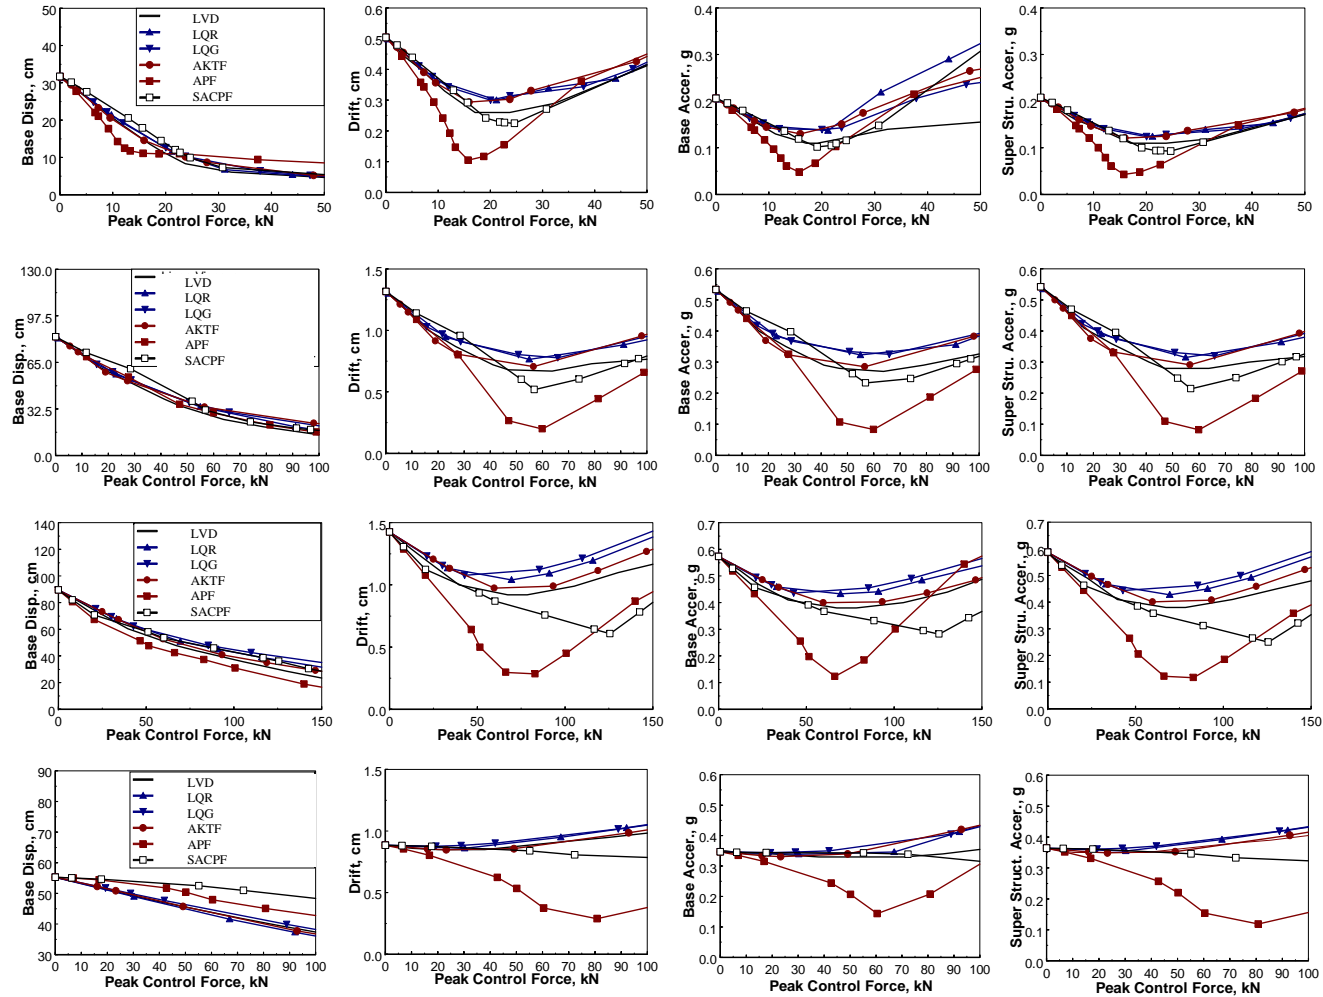 Base Disp., cm
50
40
30
20
10
0
0 10 20 30 40 50
Peak Control Force, kN
LVD
LQR
LQG
AKTF
APF
SACPF
Drift, cm
0.6
0.5
0.4
0.3
0.2
0.1
0.0
0 10 20 30 40 50
Peak Control Force, kN
Base Accer., g
0.4
0.3
0.2
0.1
0.0
0 10 20 30 40 50
Peak Control Force, kN
Super Stru. Accer., g
0.4
0.3
0.2
0.1
0.0
0 10 20 30 40 50
Peak Control Force, kN
Base Disp., cm
130.0
97.5
65.0
32.5
0.0
0 10 20 30 40 50 60 70 80 90 100
Peak Control Force, kN
LVD
LQR
LQG
AKTF
APF
SACPF
Drift, cm
1.5
1.0
0.5
0.0
0 10 20 30 40 50 60 70 80 90 100
Peak Control Force, kN
Base Accer., g
0.6
0.5
0.4
0.3
0.2
0.1
0.0
0 10 20 30 40 50 60 70 80 90 100
Peak Control Force, kN
Super Stru. Accer., g
0.6
0.5
0.4
0.3
0.2
0.1
0.0
0 10 20 30 40 50 60 70 80 90 100
Peak Control Force, kN
Base Disp., cm
140
120
100
80
60
40
20
0
0 50 100 150
Peak Control Force, kN
LVD
LQR
LQG
AKTF
APF
SACPF
Drift, cm
1.5
1.0
0.5
0.0
0 50 100 150
Peak Control Force, kN
Base Accer., g
0.7
0.6
0.5
0.4
0.3
0.2
0.1
0.0
0 50 100 150
Peak Control Force, kN
Super Stru. Accer., g
0.7
0.6
0.5
0.4
0.3
0.2
0.1
0.0
0 50 100 150
Peak Control Force, kN
Base Disp., cm
90
80
70
60
50
40
30
0 10 20 30 40 50 60 70 80 90 100
Peak Control Force, kN
LVD
LQR
LQG
AKTF
APF
SACPF
Drift, cm
1.5
1.0
0.5
0.0
0 10 20 30 40 50 60 70 80 90 100
Peak Control Force, kN
Base Accer., g
0.6
0.5
0.4
0.3
0.2
0.1
0.0
0 10 20 30 40 50 60 70 80 90 100
Peak Control Force, kN
Super Struct. Accer., g
0.6
0.5
0.4
0.3
0.2
0.1
0.0
0 10 20 30 40 50 60 70 80 90 100
Peak Control Force, kN